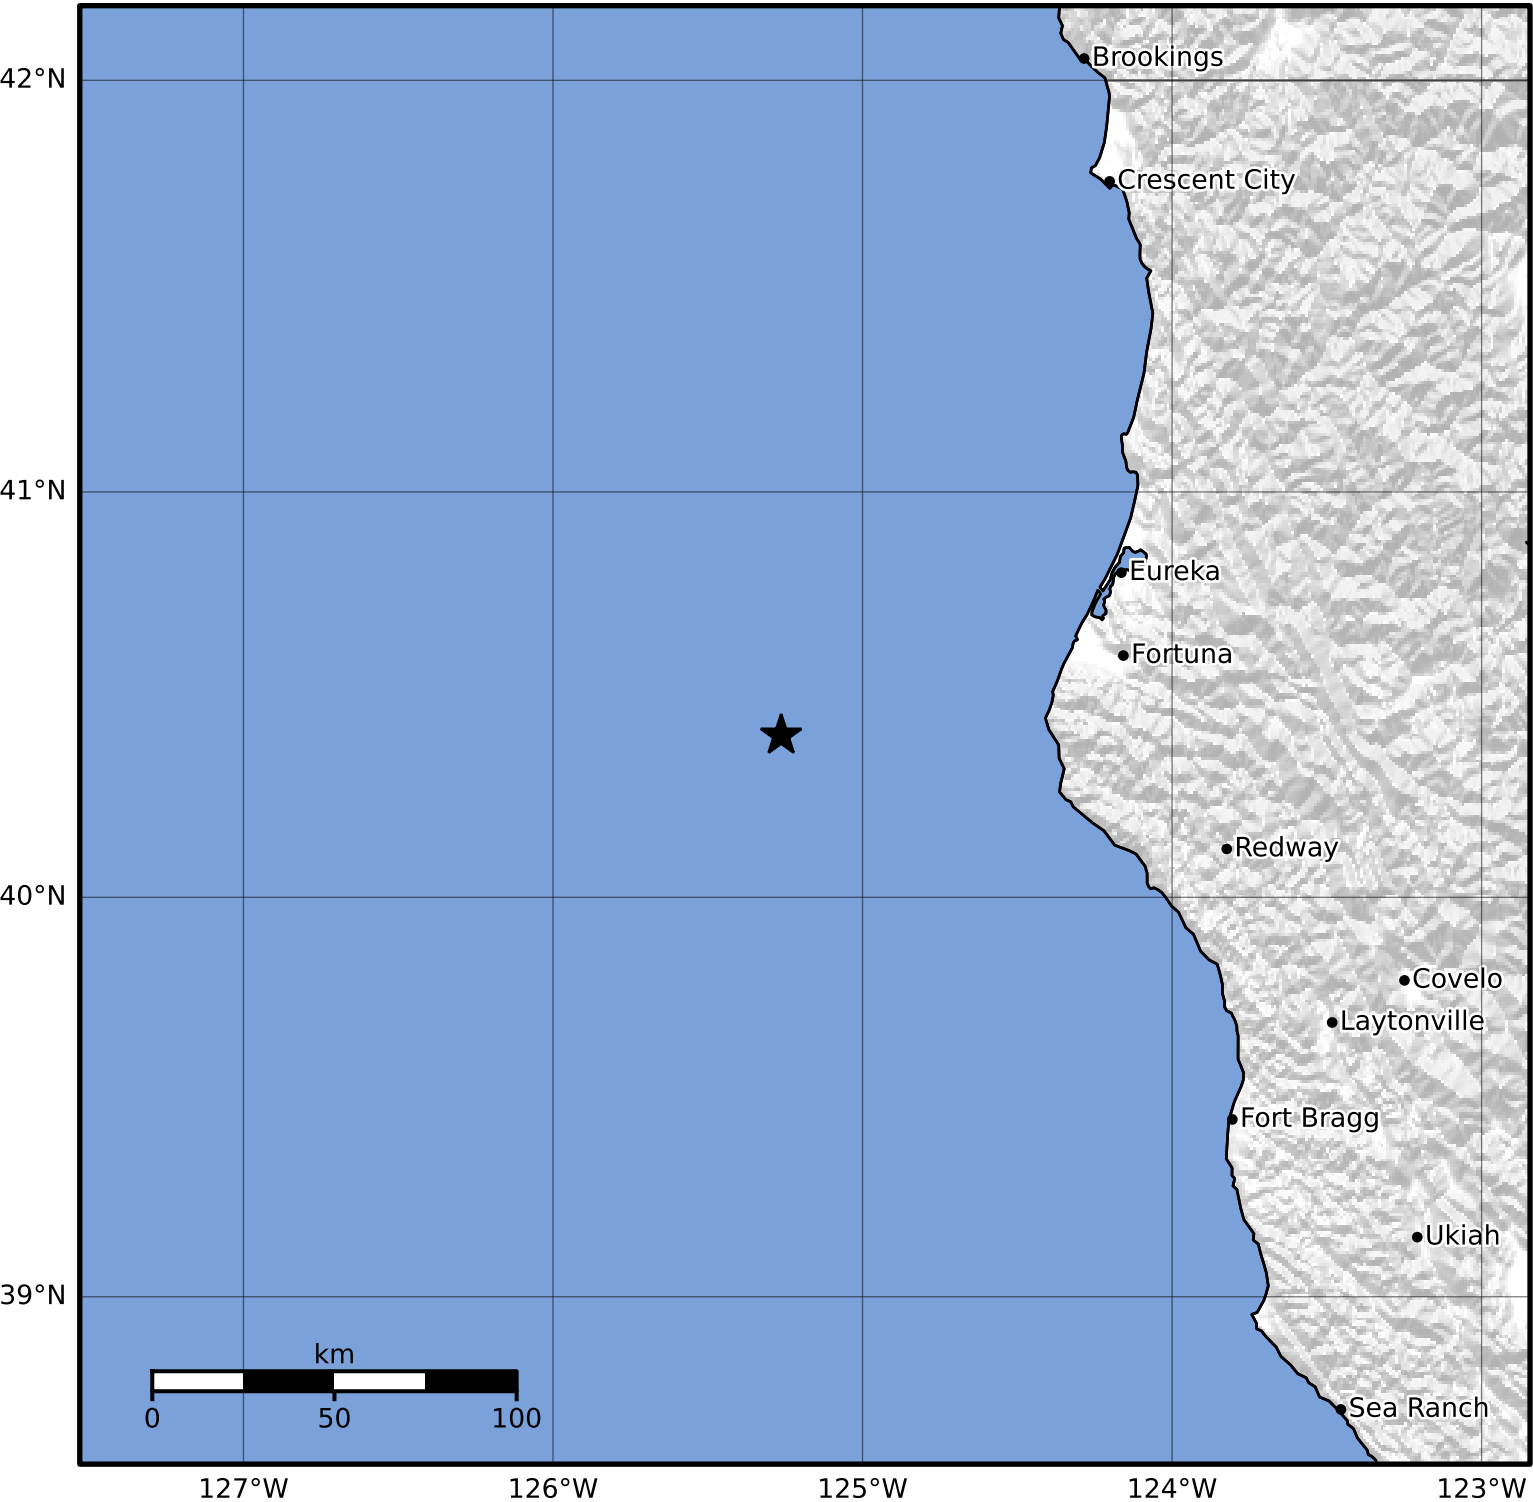 Brookings
42°N
Crescent City
41°N
Eureka
Fortuna
Redway
40°N
Covelo
Laytonville
Fort Bragg
Ukiah
39°N
km
0 50 100
Sea Ranch
127°W 126°W 125°W 124°W 123°W